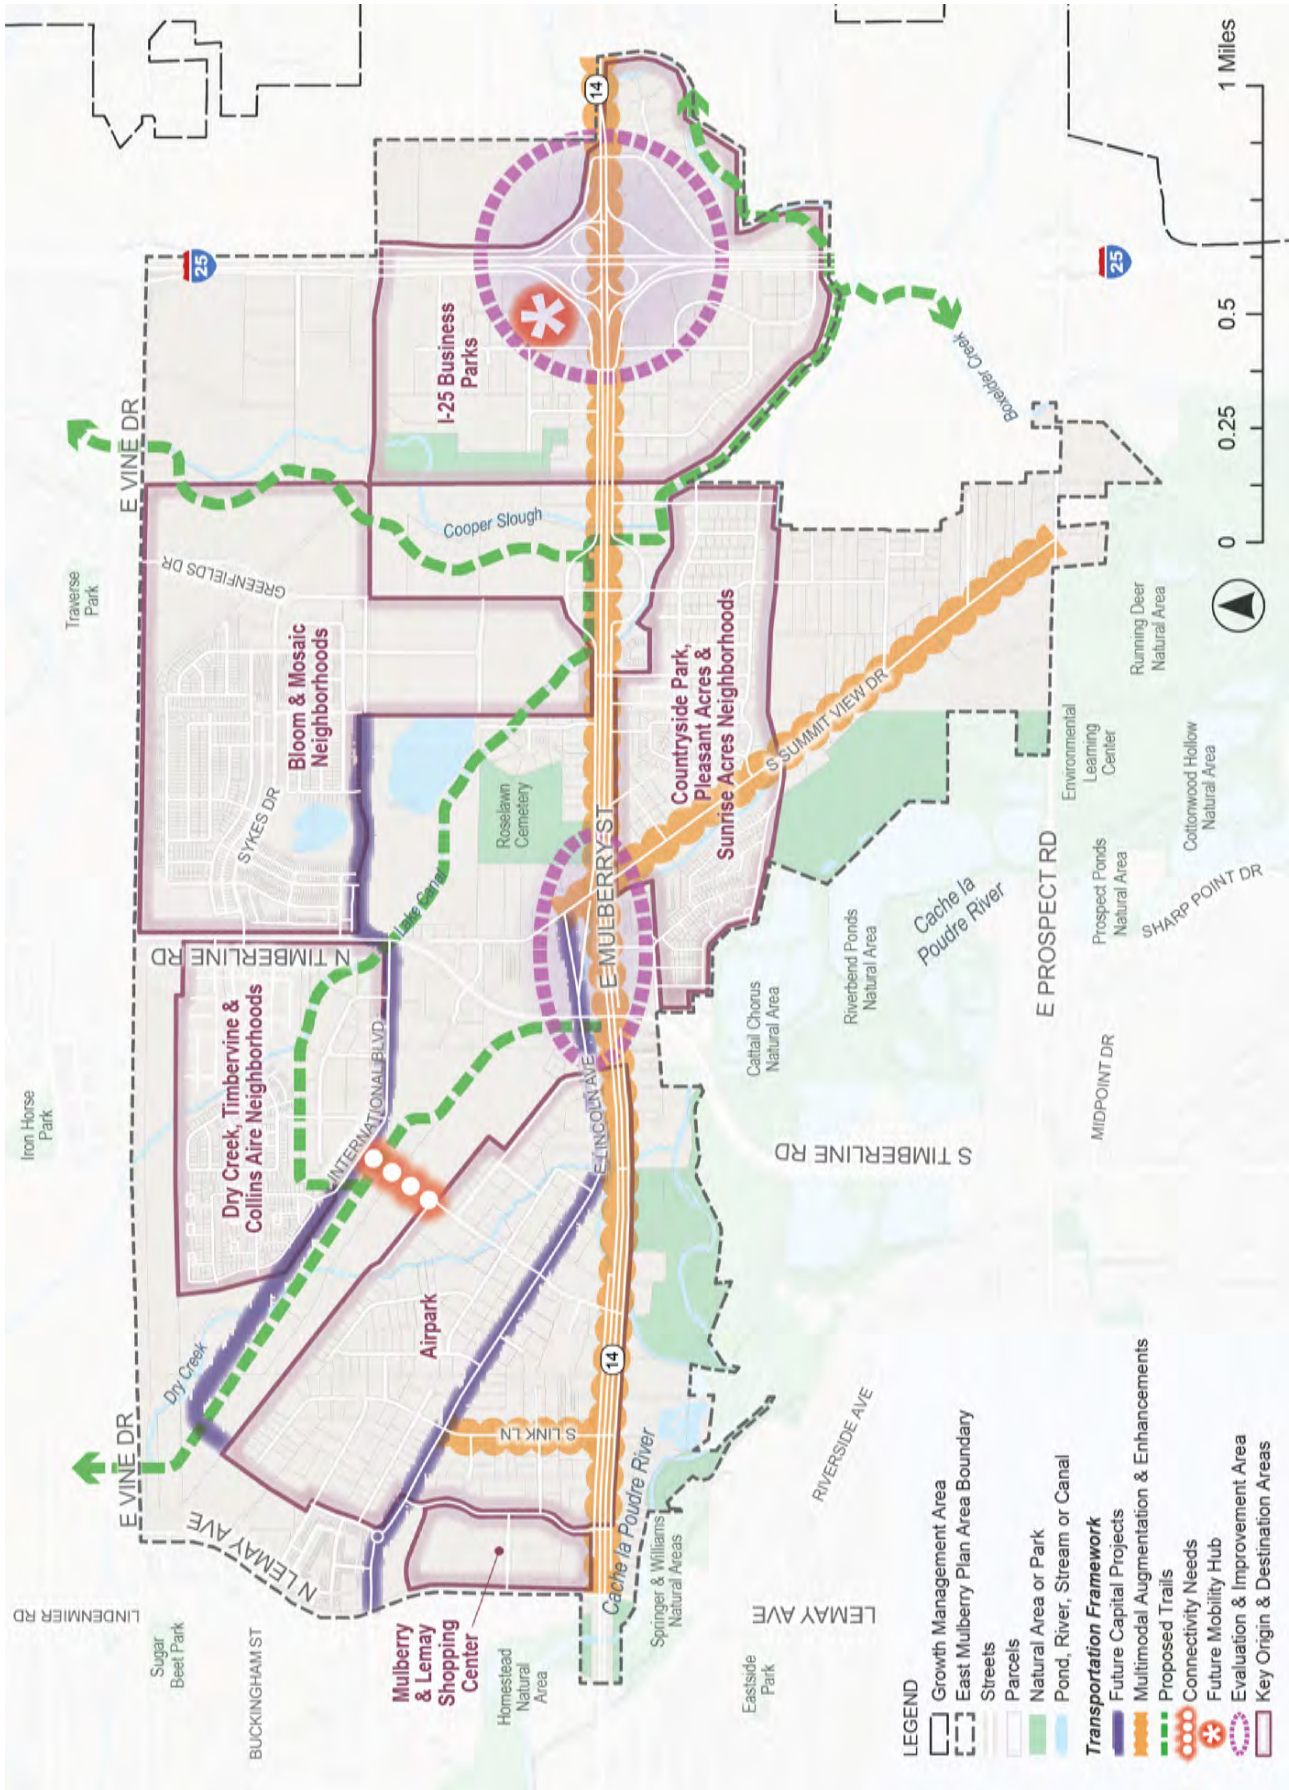 E VINE DR
E VINE DR
Iron Horse
Park
Traverse
Park
Sugar
Beet Park
LINDENMIER RD
BUCKINGHAM ST
N LEMAY AVE
Dry Creek
Dry Creek, Timbervine &
Collins Aire Neighborhoods
INTERNATIONAL BLVD
N TIMBERLINE RD
Bloom & Mosaic
Neighborhoods
SYKES DR
GREENFIELDS DR
Lake Canal
Cooper Slough
I-25 Business
Parks
25
Airpark
Mulberry
& Lemay
Shopping
Center
Homestead
Natural
Area
S LINK LN
E LINCOLN AVE
Roselawn
Cemetery
E MULBERRY ST
14
14
Countryside Park,
Pleasant Acres &
Sunrise Acres Neighborhoods
S SUMMIT VIEW DR
Cache la Poudre River
Springer & Williams
Natural Areas
Eastside
Park
LEMAY AVE
RIVERSIDE AVE
S TIMBERLINE RD
Cattail Chorus
Natural Area
Riverbend Ponds
Natural Area
Cache la
Poudre River
E PROSPECT RD
MIDPOINT DR
Prospect Ponds
Natural Area
SHARP POINT DR
Environmental
Learning
Center
Cottonwood Hollow
Natural Area
Running Deer
Natural Area
Boxelder Creek
25
LEGEND
Growth Management Area
East Mulberry Plan Area Boundary
Streets
Parcels
Natural Area or Park
Pond, River, Stream or Canal
Transportation Framework
Future Capital Projects
Multimodal Augmentation & Enhancements
Proposed Trails
Connectivity Needs
Future Mobility Hub
Evaluation & Improvement Area
Key Origin & Destination Areas
0 0.25 0.5 1 Miles